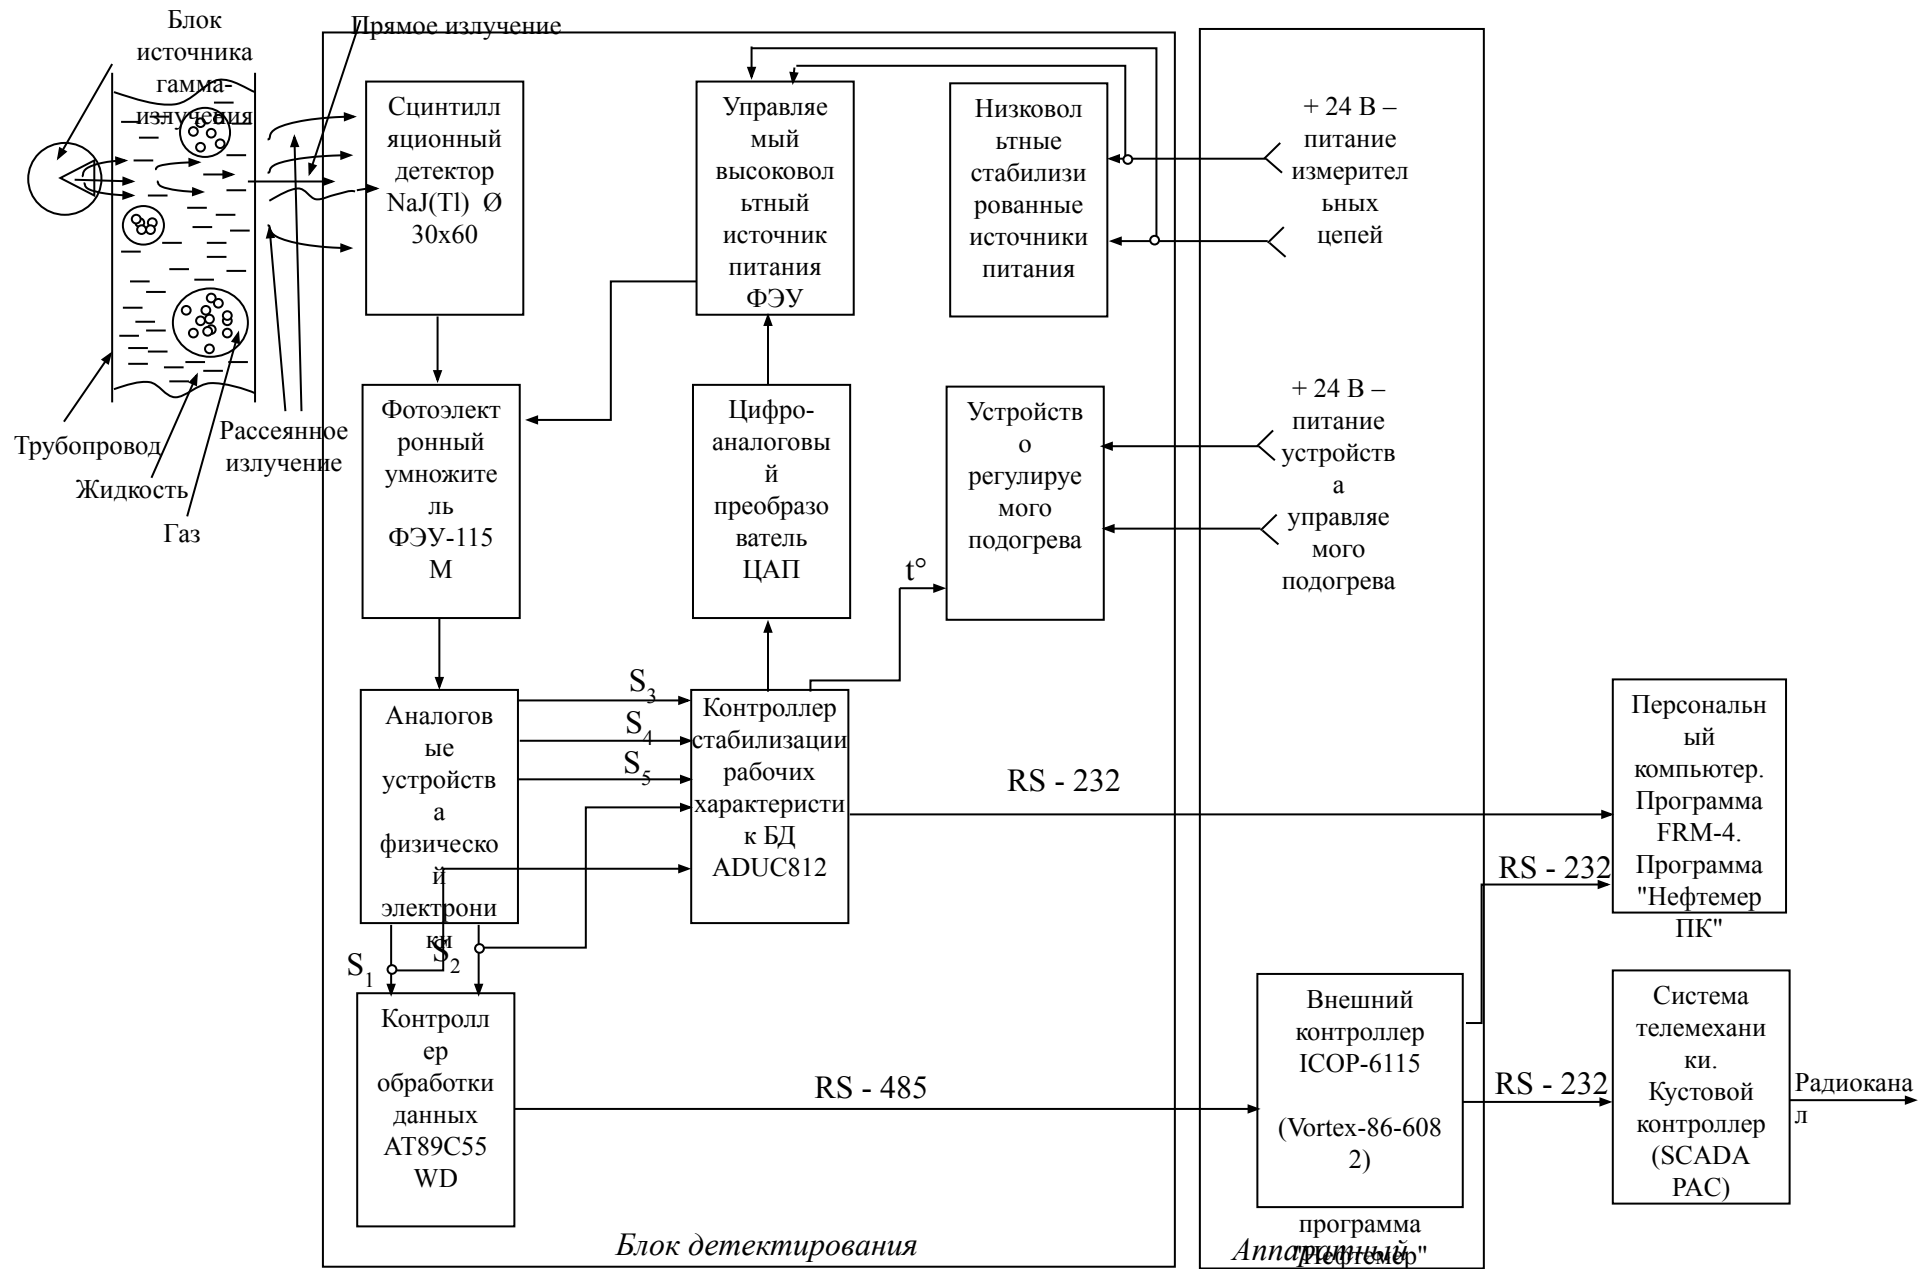 Блок
источника
гамма-
излучения
Прямое излучение
Трубопровод
Жидкость
Газ
Рассеянное
излучение
Сцинтилл
яционный
детектор
NaJ(Tl) Ø
30х60
Управляе
мый
высоковол
ьтный
источник
питания
ФЭУ
Низковол
ьтные
стабилизи
рованные
источники
питания
+ 24 В –
питание
измерител
ьных
цепей
Фотоэлект
ронный
умножите
ль
ФЭУ-115
М
Цифро-
аналоговы
й
преобразо
ватель
ЦАП
Устройств
о
регулируе
мого
подогрева
+ 24 В –
питание
устройств
а
управляе
мого
подогрева
t°
Аналогов
ые
устройств
а
физическо
й
электрони
ки
S3
S4
S5
S1
S2
Контроллер
стабилизации
рабочих
характеристи
к БД
ADUC812
RS - 232
Персональн
ый
компьютер.
Программа
FRM-4.
Программа
"Нефтемер
ПК"
RS - 232
Контролл
ер
обработки
данных
AT89C55
WD
RS - 485
Внешний
контроллер
ICOP-6115
(Vortex-86-608
2)
программа
"Нефтемер"
RS - 232
Система
телемехани
ки.
Кустовой
контроллер
(SCADA
PAC)
Радиокана
л
Блок детектирования
Аппаратный